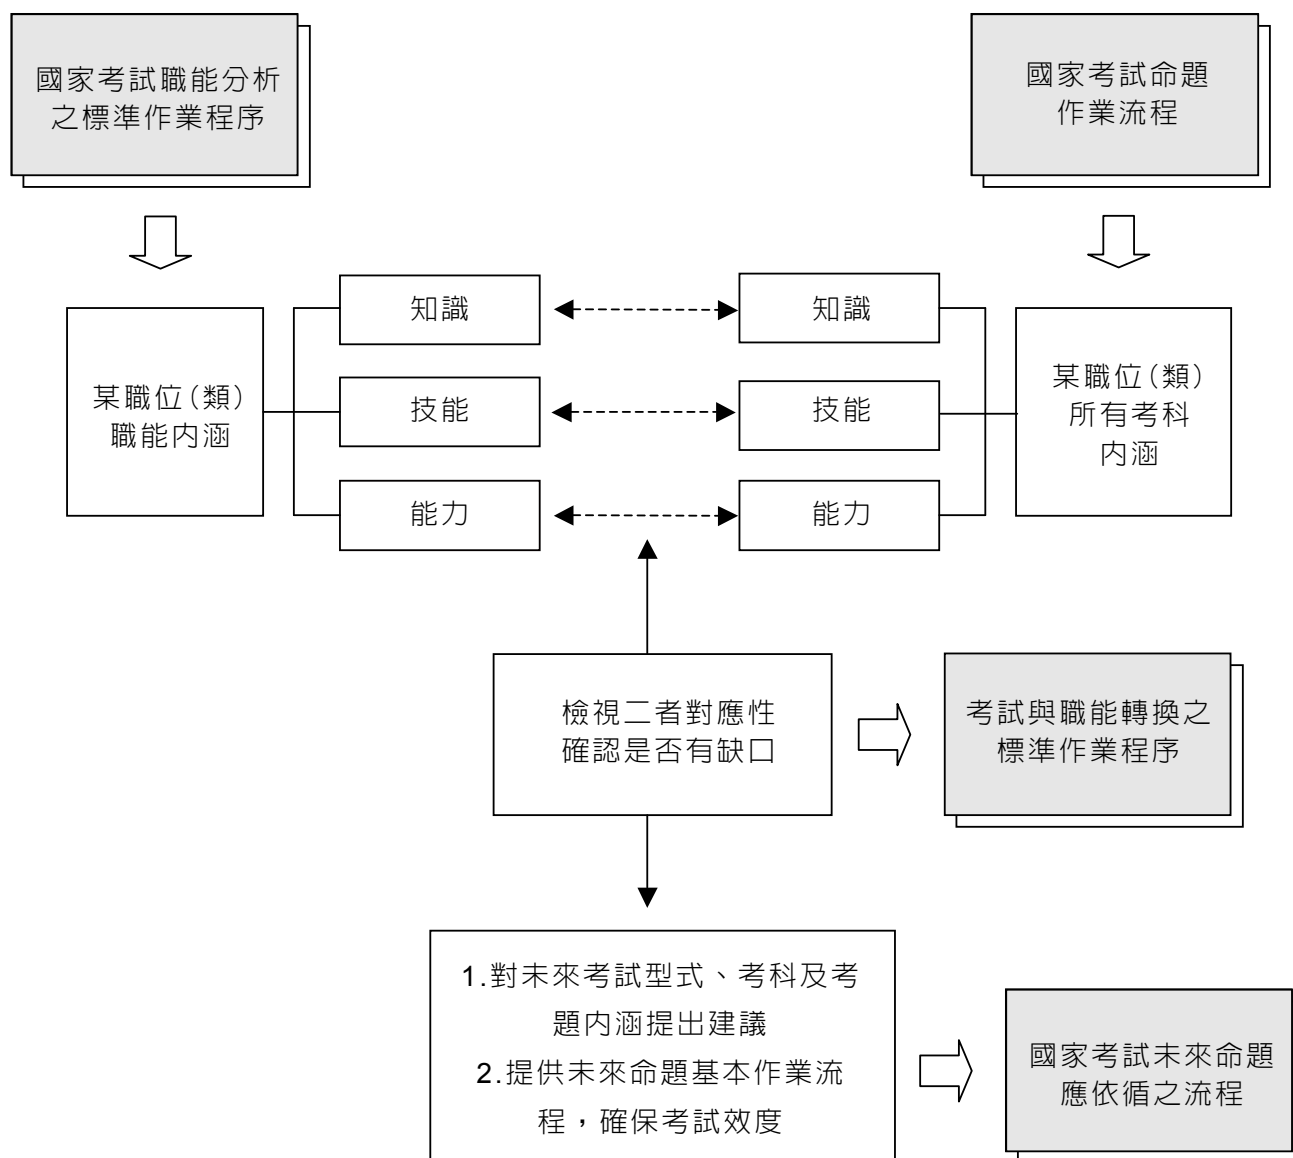 國家考試職能分析
之標準作業程序
國家考試命題
作業流程
某職位(類)
職能内涵
知識
技能
能力
知識
技能
能力
某職位(類)
所有考科
内涵
檢視二者對應性
確認是否有缺口
考試與職能轉換之
標準作業程序
1.對未來考試型式、考科及考
題内涵提出建議
2.提供未來命題基本作業流
程，確保考試效度
國家考試未來命題
應依循之流程